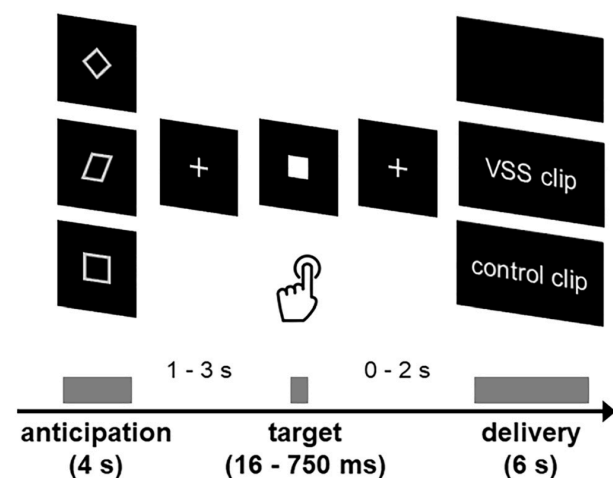 VSS clip
control clip
1 - 3 s
0 - 2 s
anticipation
(4 s)
target
(16 - 750 ms)
delivery
(6 s)